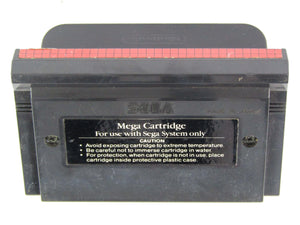 SEGA
Mega Cartridge
For use with Sega System only
CAUTION
• Avoid exposing cartridge to extreme temperature.
• Be careful not to immerse cartridge in water.
• For protection, when cartridge is not in use, place
cartridge inside protective plastic case.